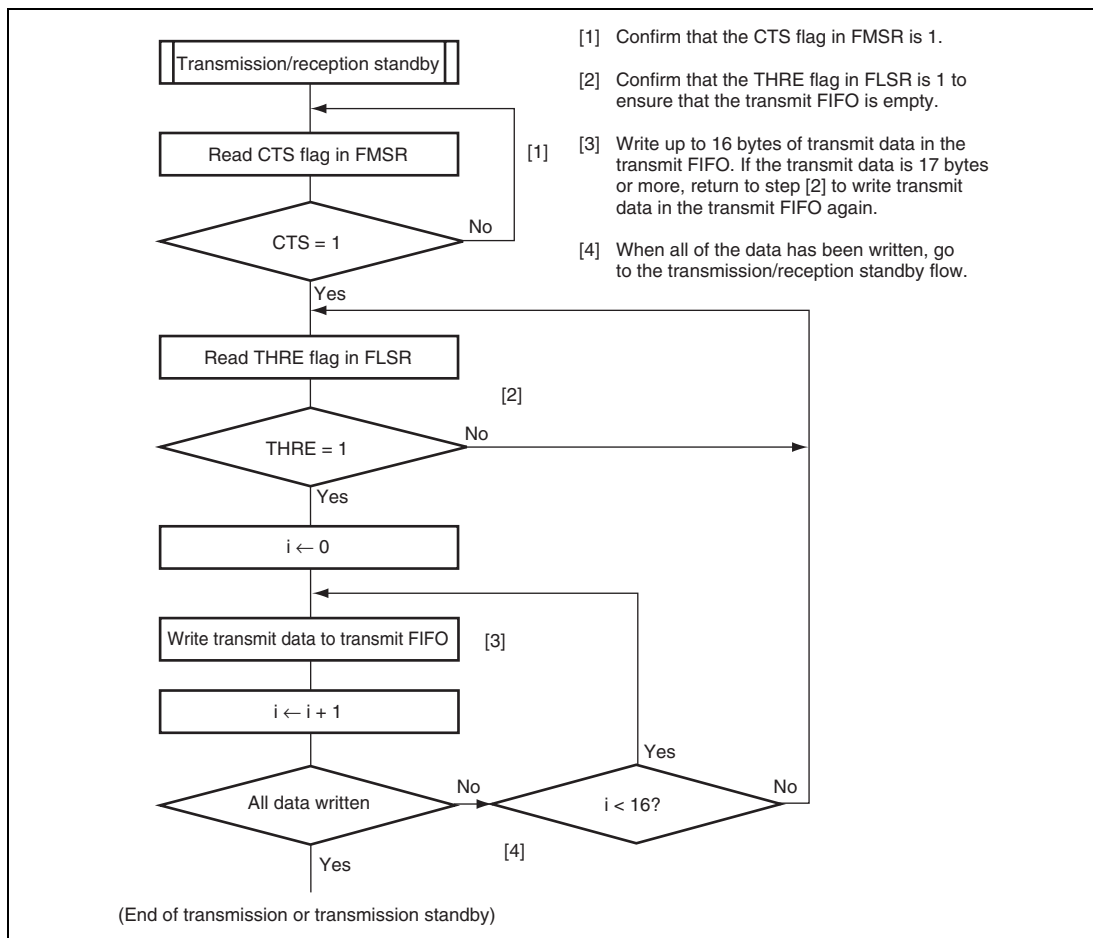 Transmission/reception standby
Read CTS flag in FMSR
[1]
CTS = 1
No
Yes
Read THRE flag in FLSR
[2]
THRE = 1
No
Yes
i ← 0
Write transmit data to transmit FIFO
[3]
i ← i + 1
All data written
No
i < 16?
Yes
No
[4]
Yes
(End of transmission or transmission standby)
[1] Confirm that the CTS flag in FMSR is 1.
[2] Confirm that the THRE flag in FLSR is 1 to
ensure that the transmit FIFO is empty.
[3] Write up to 16 bytes of transmit data in the
transmit FIFO. If the transmit data is 17 bytes
or more, return to step [2] to write transmit
data in the transmit FIFO again.
[4] When all of the data has been written, go
to the transmission/reception standby flow.